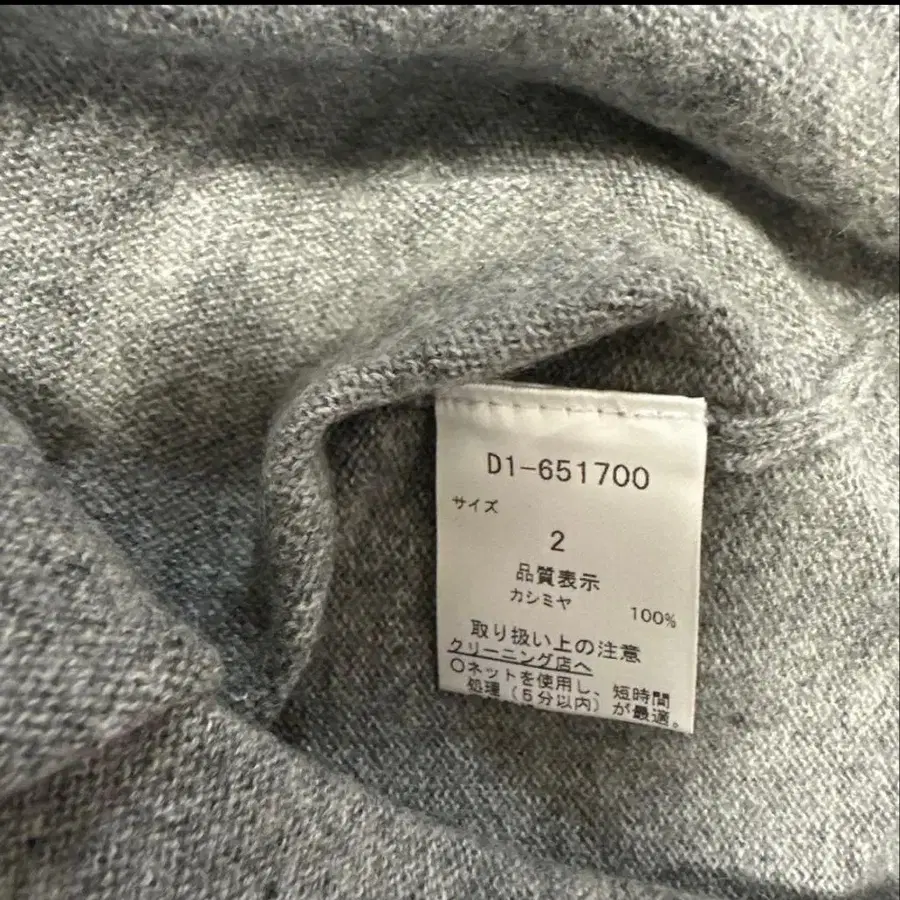 D1-651700
サイズ
2
品質表示
カシミヤ 100%
取り扱い上の注意
クリーニング店へ
○ネットを使用し、短時間
処理(5分以内)が最適。